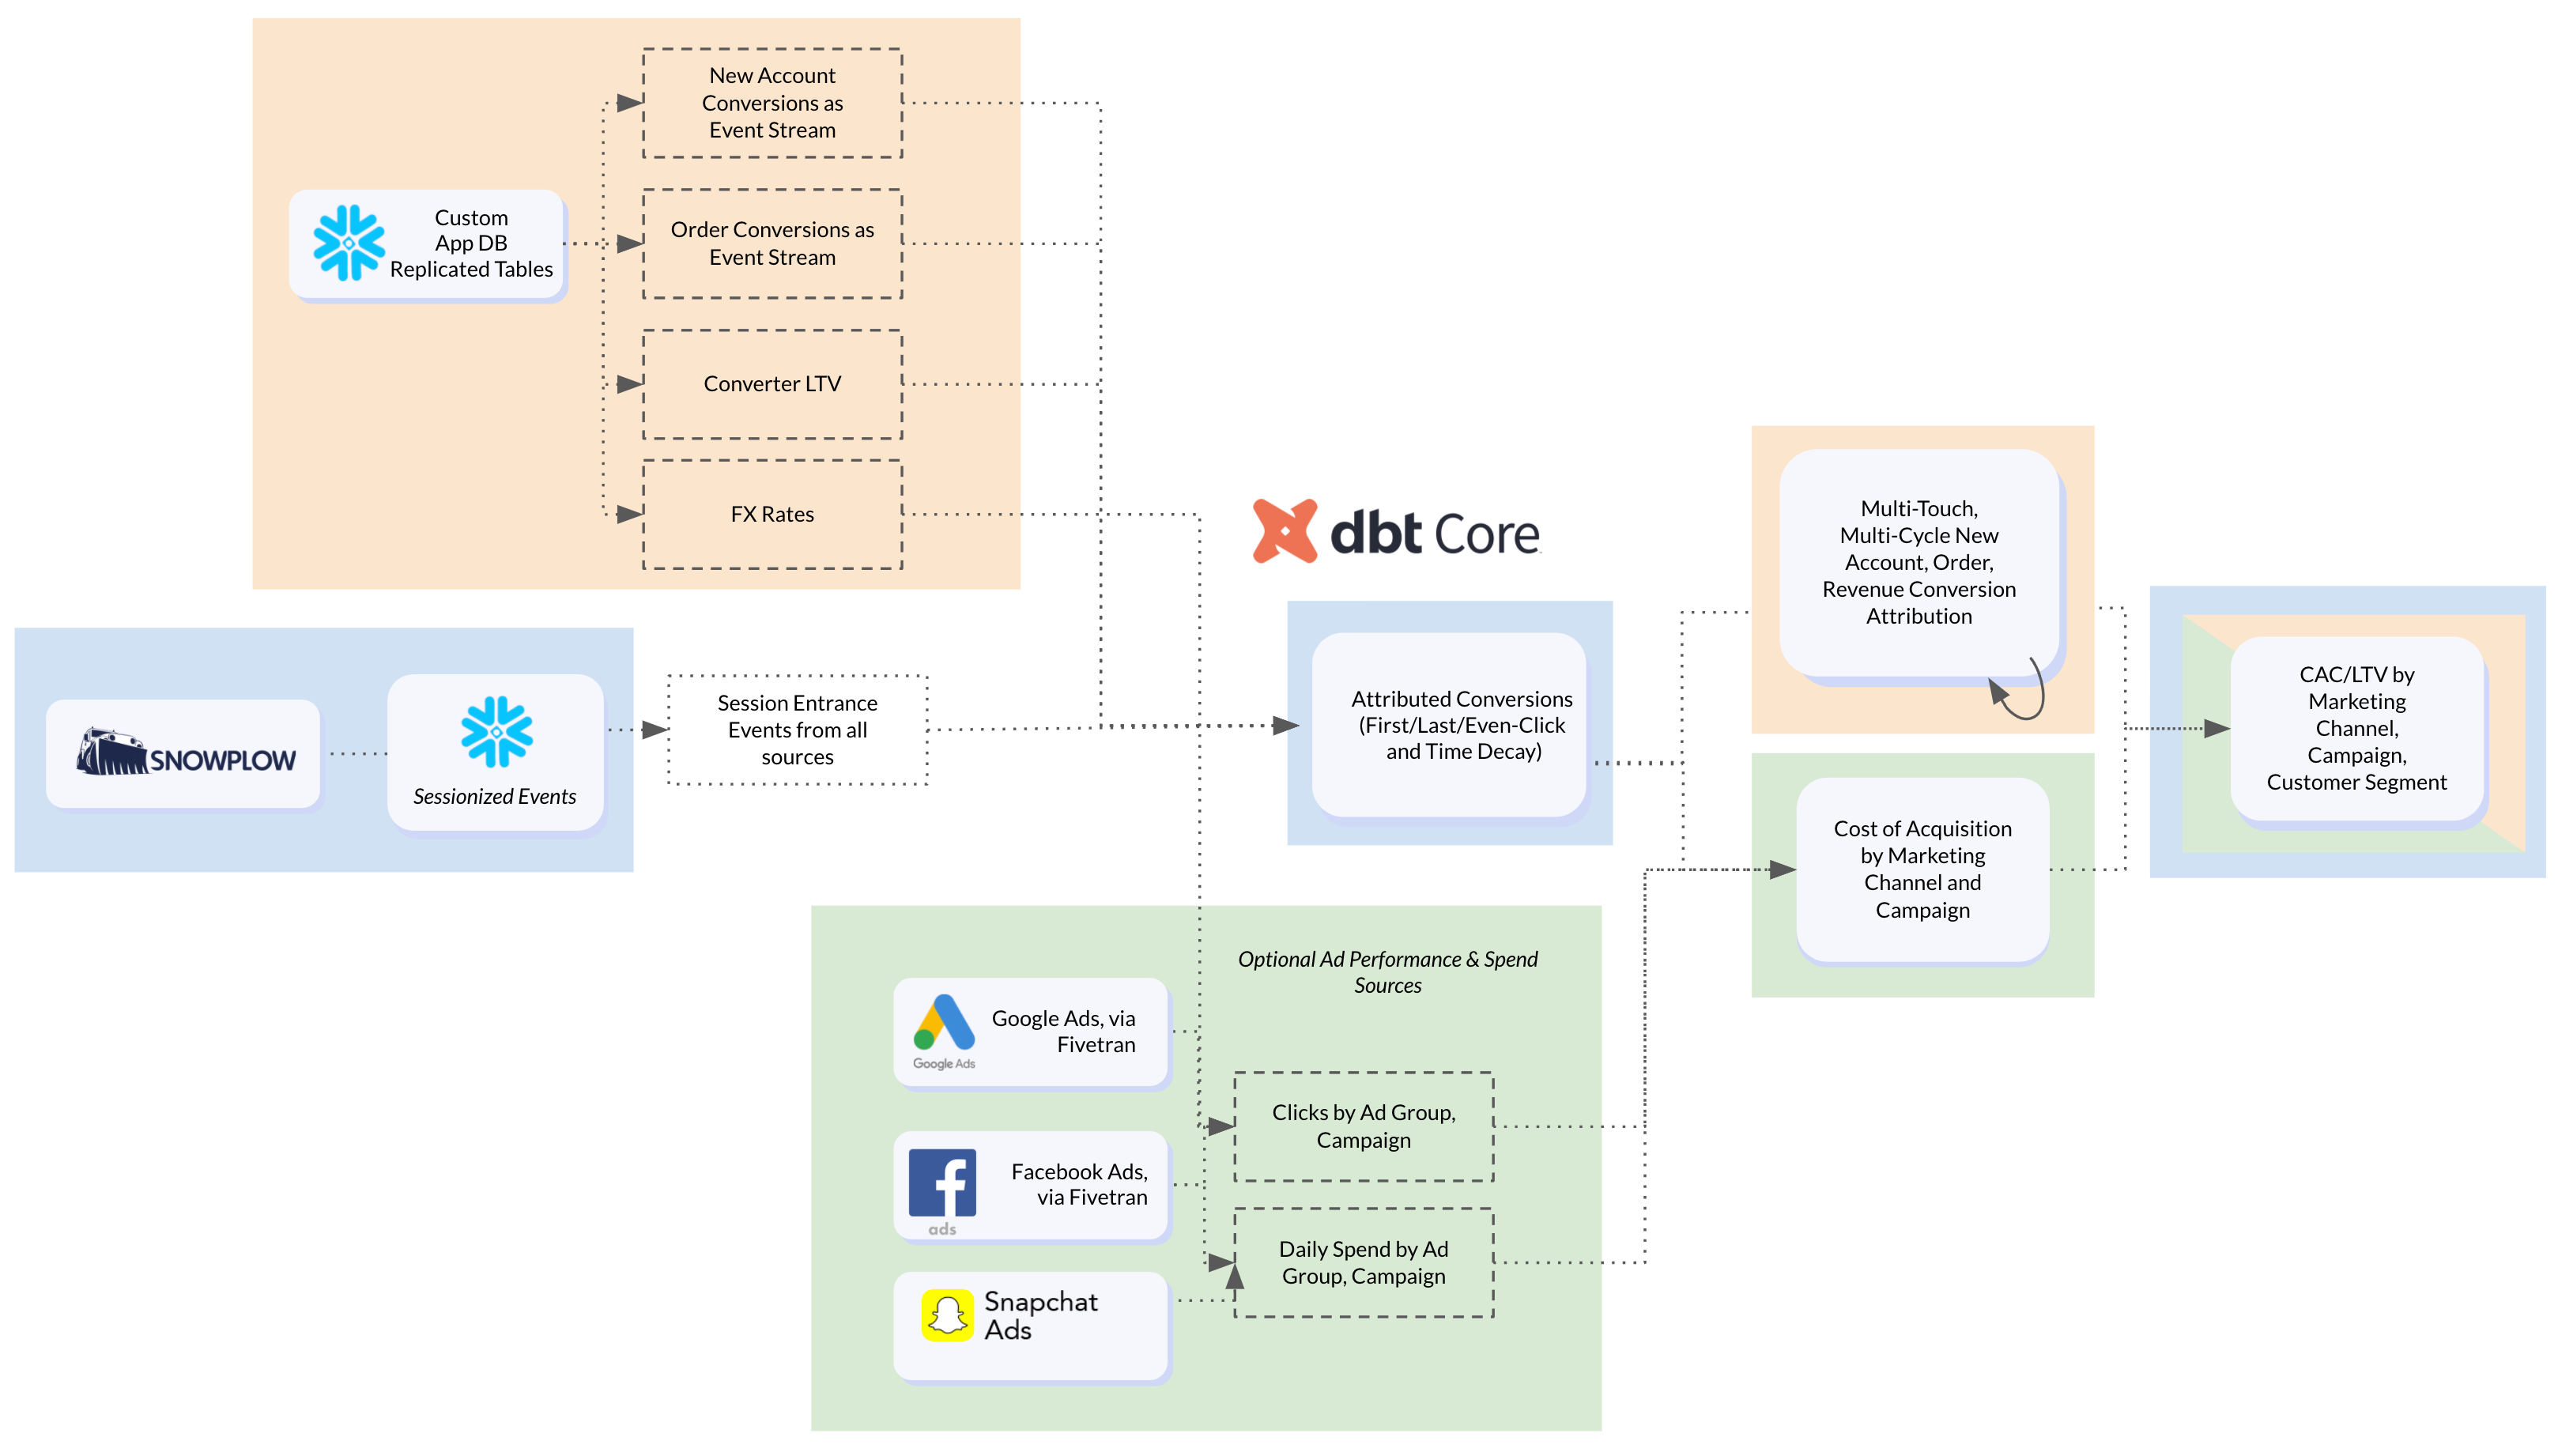 New Account
Conversions as
Event Stream
Custom
App DB
Replicated Tables
Order Conversions as
Event Stream
Converter LTV
FX Rates
dbt Core
SNOWPLOW
Sessionized Events
Session Entrance
Events from all
sources
Attributed Conversions
(First/Last/Even-Click
and Time Decay)
Multi-Touch,
Multi-Cycle New
Account, Order,
Revenue Conversion
Attribution
Cost of Acquisition
by Marketing
Channel and
Campaign
CAC/LTV by
Marketing
Channel,
Campaign,
Customer Segment
Optional Ad Performance & Spend
Sources
Google Ads
Google Ads, via
Fivetran
ads
Facebook Ads,
via Fivetran
Snapchat
Ads
Clicks by Ad Group,
Campaign
Daily Spend by Ad
Group, Campaign